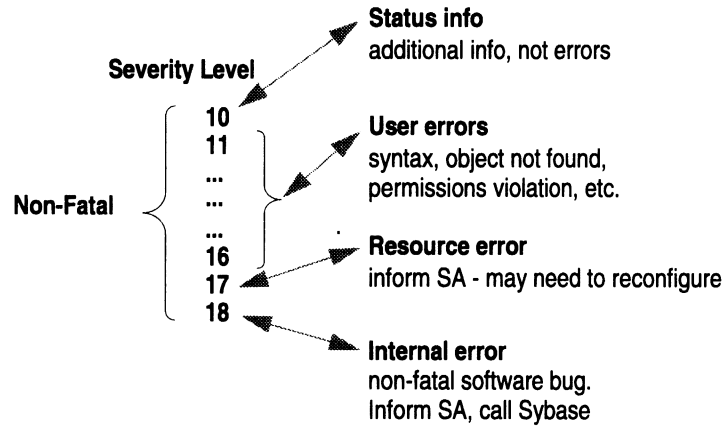 Status info
additional info, not errors
Severity Level
10
11
...
...
...
16
17
18
Non-Fatal
User errors
syntax, object not found,
permissions violation, etc.
Resource error
inform SA - may need to reconfigure
Internal error
non-fatal software bug.
Inform SA, call Sybase